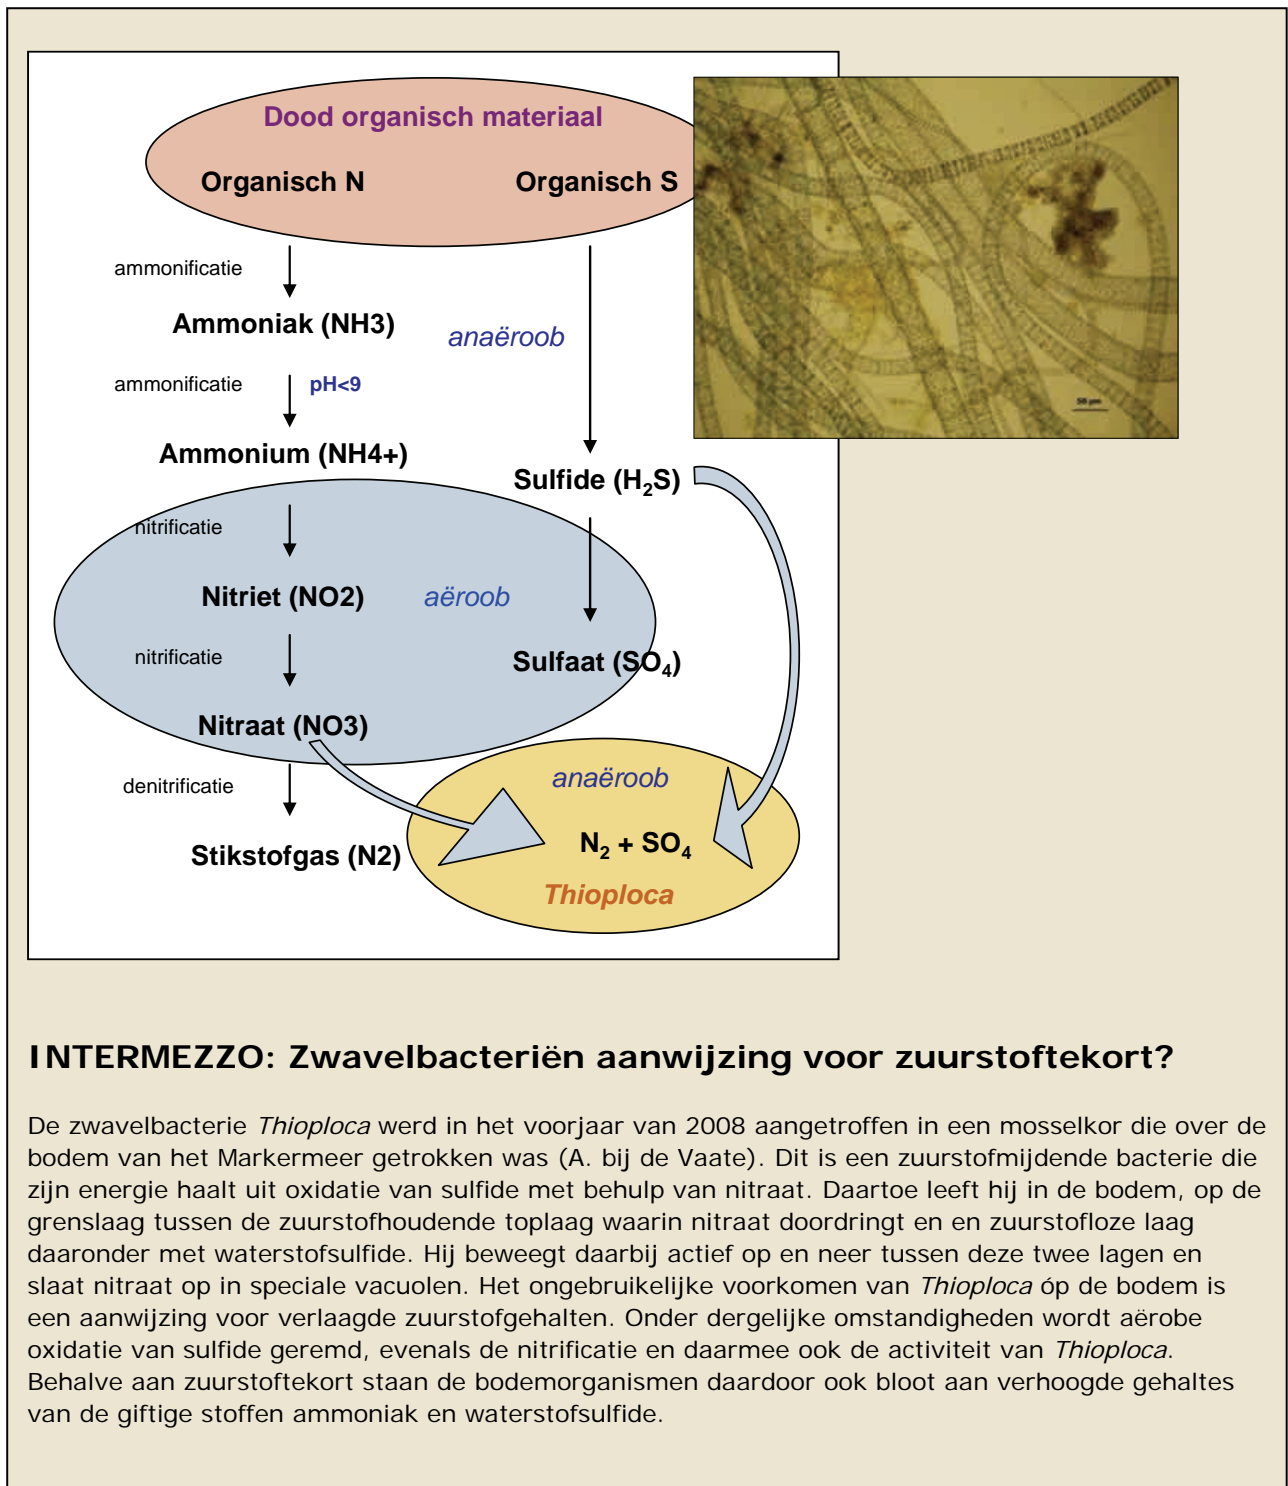 Dood organisch materiaal
Organisch N
Organisch S
ammonificatie
Ammoniak (NH3)
anaëroob
ammonificatie
pH<9
Ammonium (NH4+)
Sulfide (H₂S)
nitrificatie
Nitriet (NO2)
aëroob
nitrificatie
Sulfaat (SO₄)
Nitraat (NO3)
denitrificatie
anaëroob
Stikstofgas (N2)
N₂ + SO₄
Thioploca
50 µm
INTERMEZZO: Zwavelbacteriën aanwijzing voor zuurstoftekort?
De zwavelbacterie Thioploca werd in het voorjaar van 2008 aangetroffen in een mosselkor die over de
bodem van het Markermeer getrokken was (A. bij de Vaate). Dit is een zuurstofmijdende bacterie die
zijn energie haalt uit oxidatie van sulfide met behulp van nitraat. Daartoe leeft hij in de bodem, op de
grenslaag tussen de zuurstofhoudende toplaag waarin nitraat doordringt en en zuurstofloze laag
daaronder met waterstofsulfide. Hij beweegt daarbij actief op en neer tussen deze twee lagen en
slaat nitraat op in speciale vacuolen. Het ongebruikelijke voorkomen van Thioploca óp de bodem is
een aanwijzing voor verlaagde zuurstofgehalten. Onder dergelijke omstandigheden wordt aërobe
oxidatie van sulfide geremd, evenals de nitrificatie en daarmee ook de activiteit van Thioploca.
Behalve aan zuurstoftekort staan de bodemorganismen daardoor ook bloot aan verhoogde gehaltes
van de giftige stoffen ammoniak en waterstofsulfide.